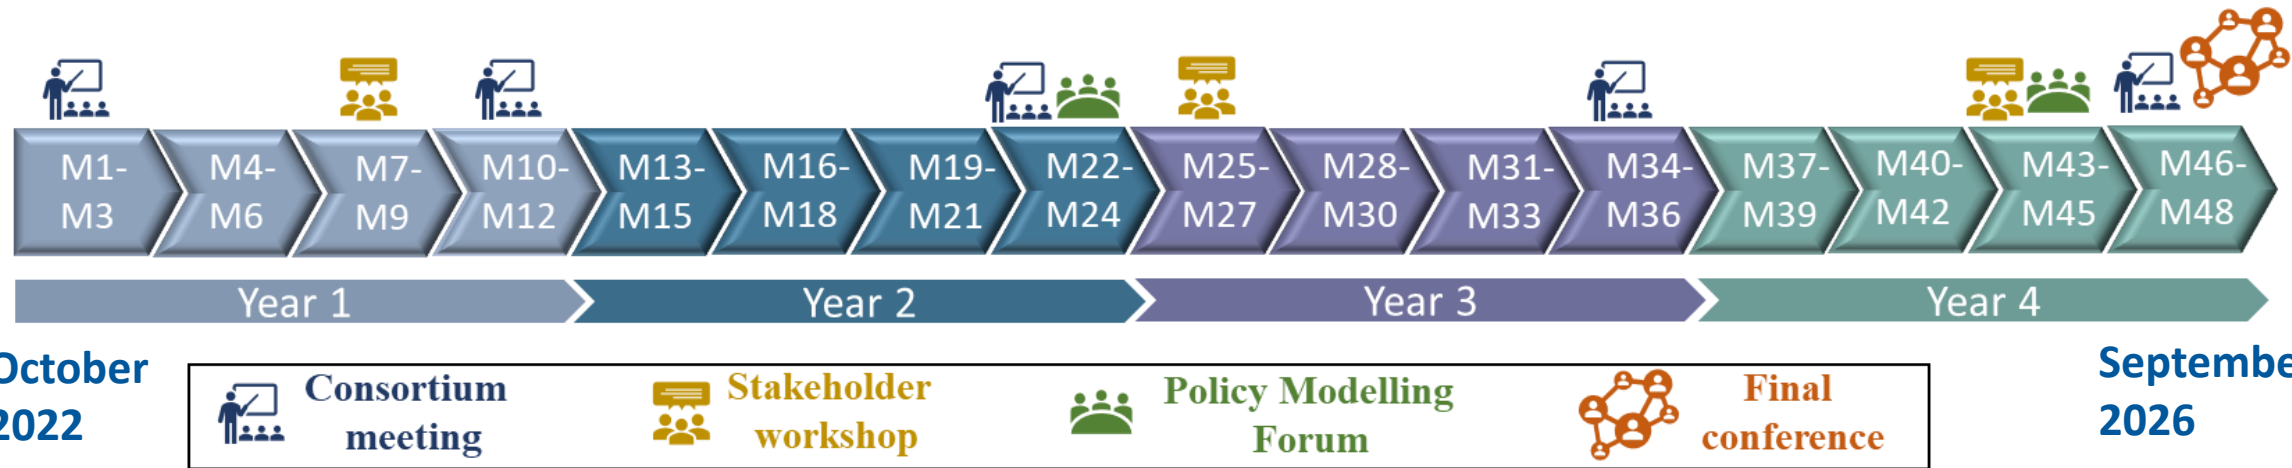 M1-
M3
M4-
M6
M7-
M9
M10-
M12
M13-
M15
M16-
M18
M19-
M21
M22-
M24
M25-
M27
M28-
M30
M31-
M33
M34-
M36
M37-
M39
M40-
M42
M43-
M45
M46-
M48
Year 1
Year 2
Year 3
Year 4
October
2022
Consortium
meeting
Stakeholder
workshop
Policy Modelling
Forum
Final
conference
Septembe
2026